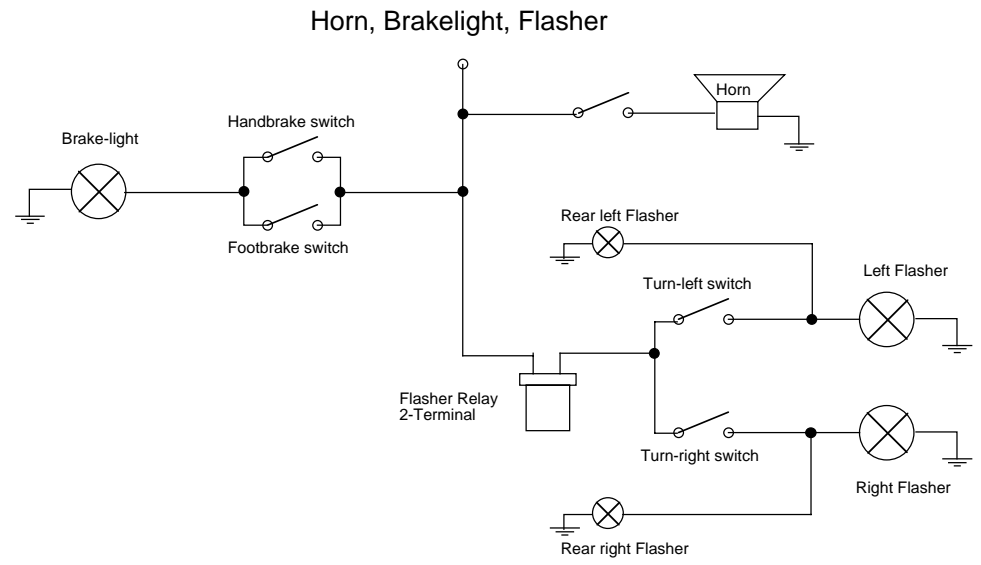 Horn, Brakelight, Flasher
Horn
Handbrake switch
Brake-light
Footbrake switch
Rear left Flasher
Left Flasher
Turn-left switch
Flasher Relay
2-Terminal
Turn-right switch
Right Flasher
Rear right Flasher